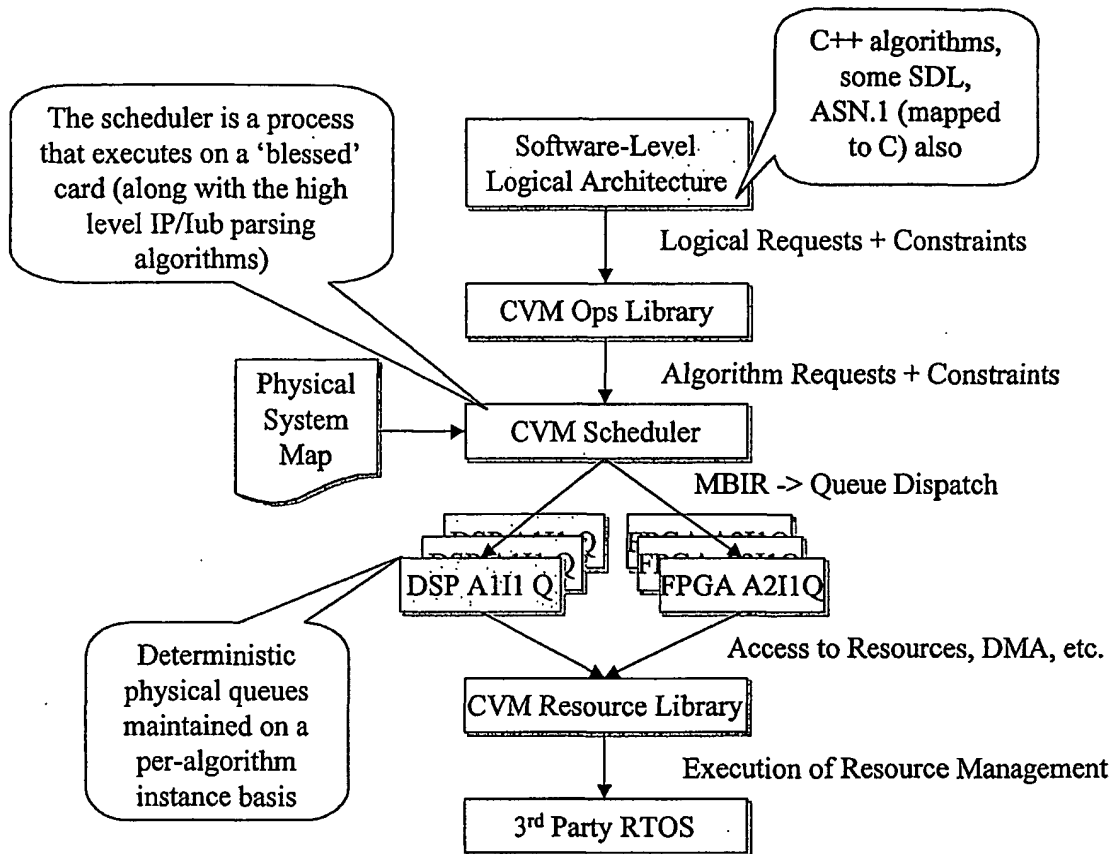 C++ algorithms,
some SDL,
ASN.1 (mapped
to C) also
The scheduler is a process
that executes on a ‘blessed’
card (along with the high
level IP/Iub parsing
algorithms)
Software-Level
Logical Architecture
Logical Requests + Constraints
CVM Ops Library
Algorithm Requests + Constraints
Physical
System
Map
CVM Scheduler
MBIR -> Queue Dispatch
DSP A1I1 Q
FPGA A2I1Q
Deterministic
physical queues
maintained on a
per-algorithm
instance basis
Access to Resources, DMA, etc.
CVM Resource Library
Execution of Resource Management
3rd Party RTOS